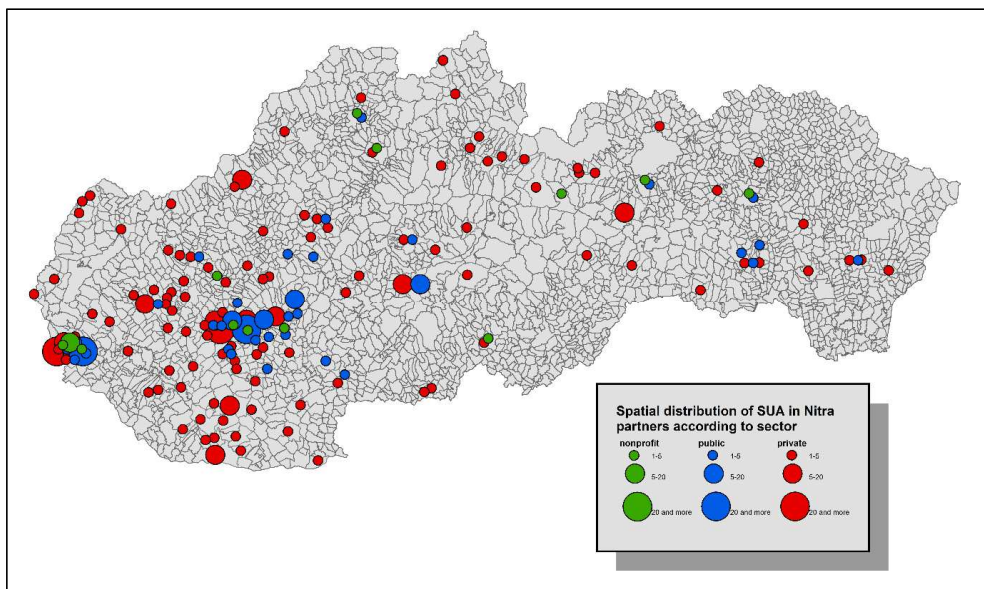 Spatial distribution of SUA in Nitra
partners according to sector
nonprofit public private
1-5 1-5 1-5
5-20 5-20 5-20
20 and more 20 and more 20 and more